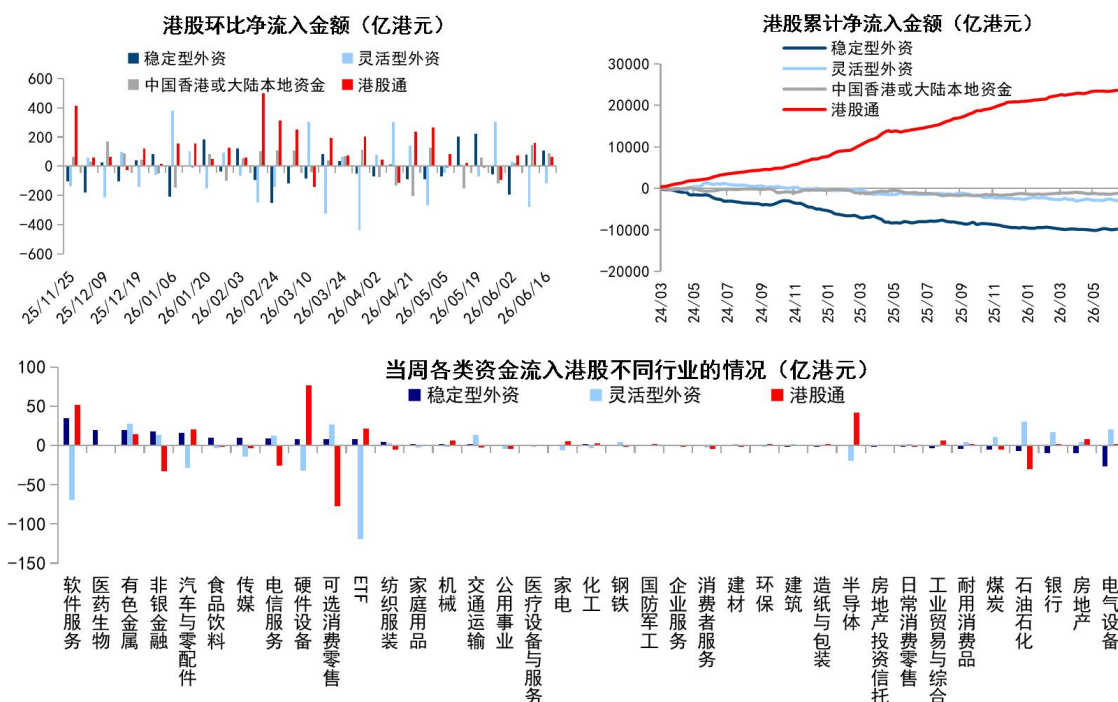 港股环比净流入金额（亿港元）
稳定型外资
灵活型外资
中国香港或大陆本地资金
港股通
600
400
200
0
-200
-400
-600
25/11/25
25/12/09
25/12/19
26/01/06
26/01/20
26/02/03
26/02/24
26/03/10
26/03/24
26/04/02
26/04/21
26/05/05
26/05/19
26/06/02
26/06/16
港股累计净流入金额（亿港元）
稳定型外资
灵活型外资
中国香港或大陆本地资金
港股通
30000
20000
10000
0
-10000
-20000
24/03
24/05
24/07
24/09
24/11
25/01
25/03
25/05
25/07
25/09
25/11
26/01
26/03
26/05
当周各类资金流入港股不同行业的情况（亿港元）
稳定型外资
灵活型外资
港股通
100
50
0
-50
-100
-150
软件服务
医药生物
有色金属
非银金融
汽车与零配件
食品饮料
传媒
电信服务
硬件设备
可选消费零售
ETF
纺织服装
家庭用品
机械
交通运输
公用事业
医疗设备与服务
家电
化工
钢铁
国防军工
企业服务
消费者服务
建材
环保
建筑
造纸与包装
半导体
房地产投资信托
日常消费零售
工业贸易与综合
耐用消费品
煤炭
石油石化
银行
房地产
电气设备